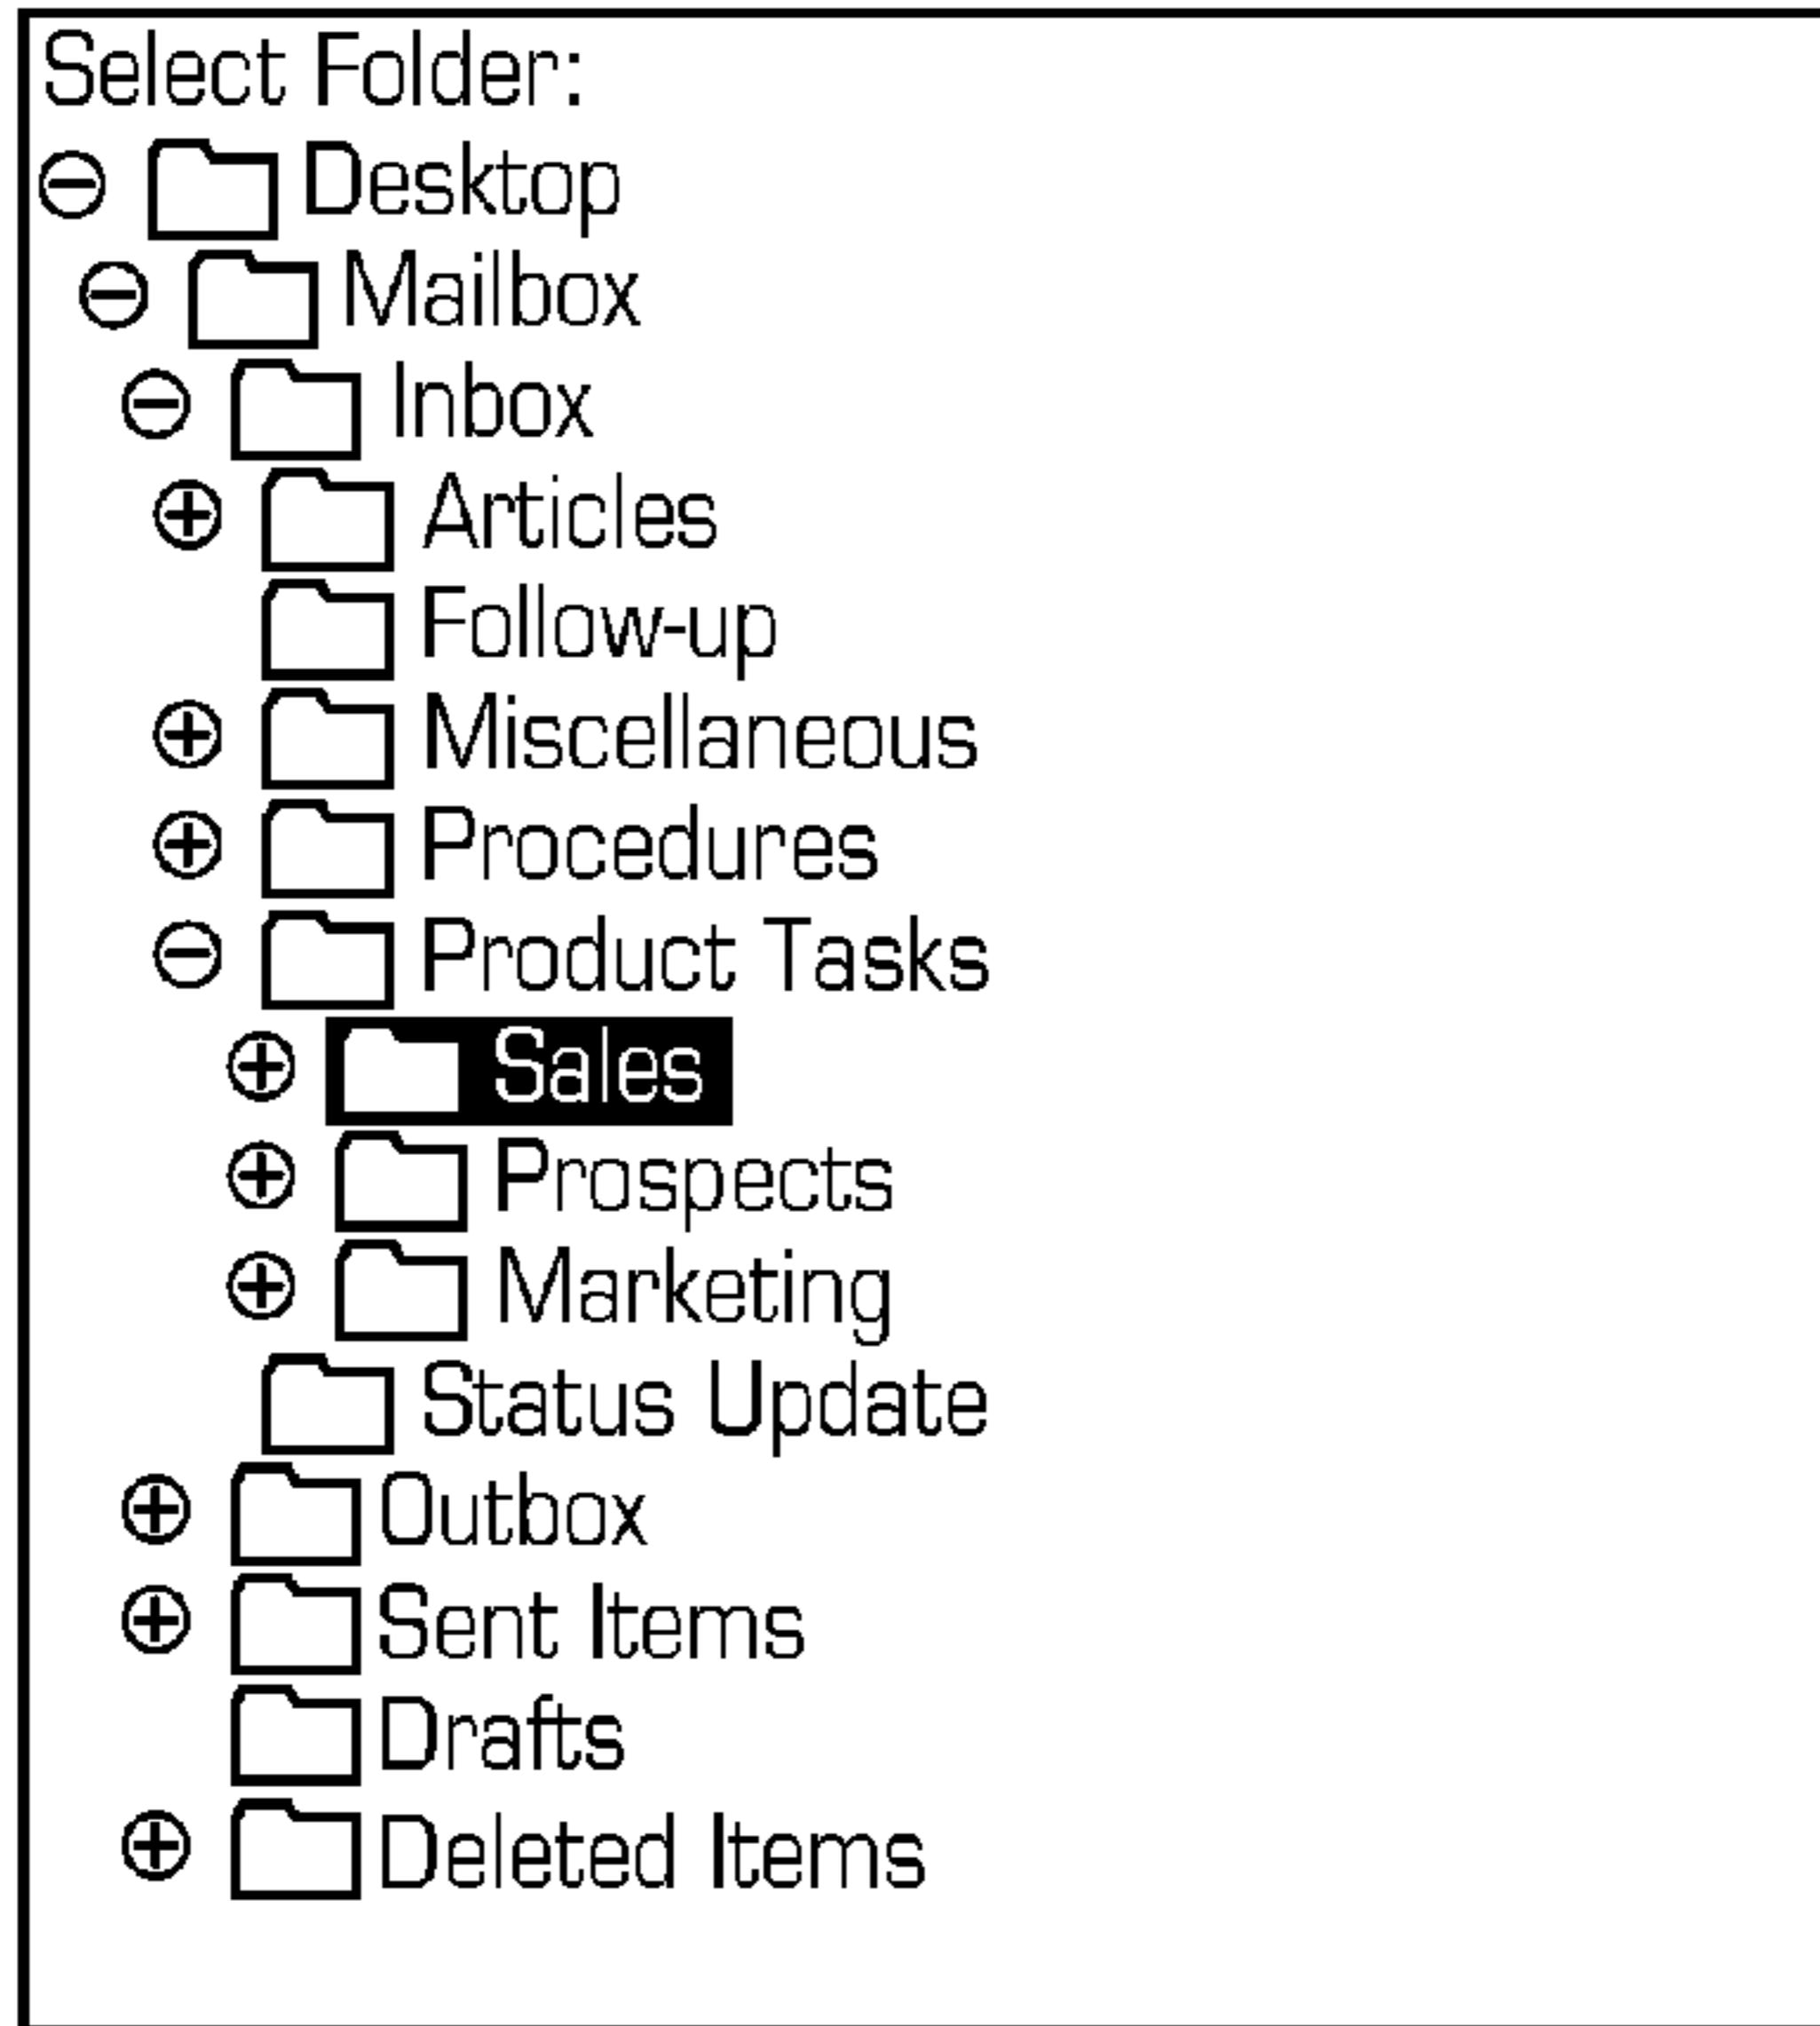 Select Folder:
Desktop
Mailbox
Inbox
Articles
Follow-up
Miscellaneous
Procedures
Product Tasks
Sales
Prospects
Marketing
Status Update
Outbox
Sent Items
Drafts
Deleted Items